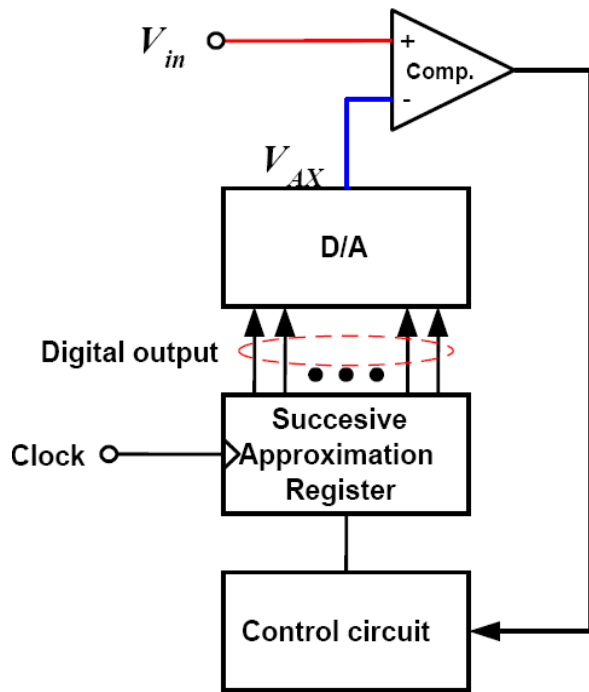 V_in
+
Comp.
-
V_AX
D/A
Digital output
Succesive
Approximation
Register
Clock
Control circuit